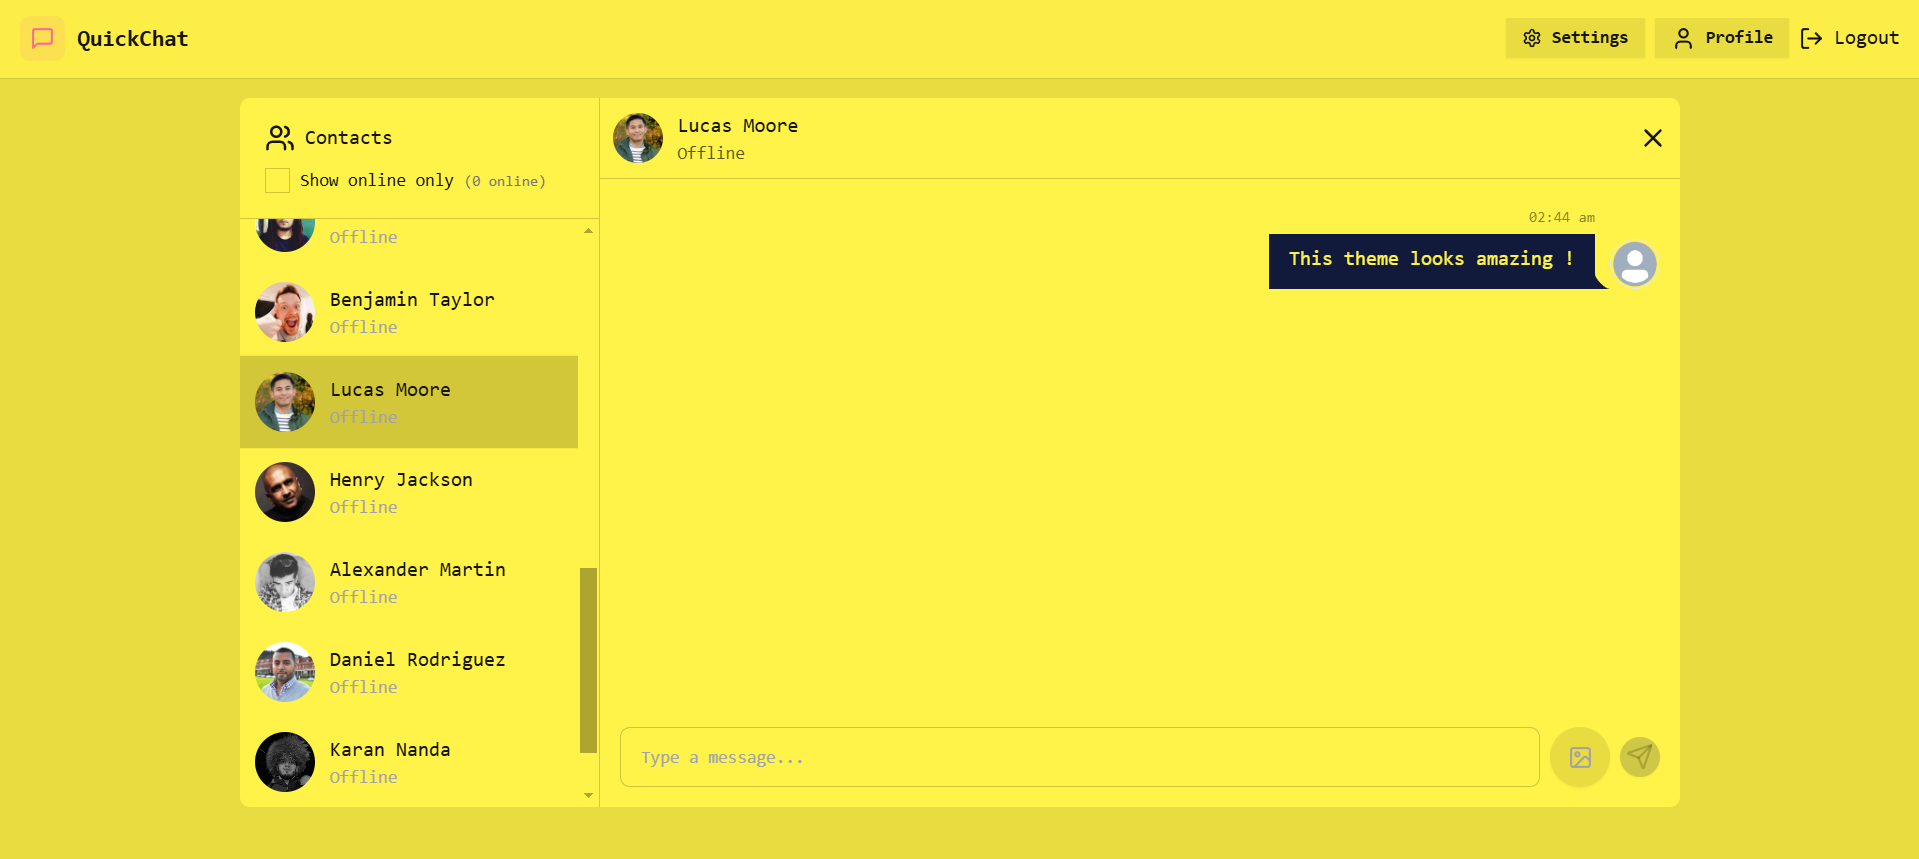 QuickChat
Settings
Profile
Logout
Contacts
Show online only (0 online)
Offline
Benjamin Taylor
Offline
Lucas Moore
Offline
Henry Jackson
Offline
Alexander Martin
Offline
Daniel Rodriguez
Offline
Karan Nanda
Offline
Lucas Moore
Offline
02:44 am
This theme looks amazing !
Type a message...